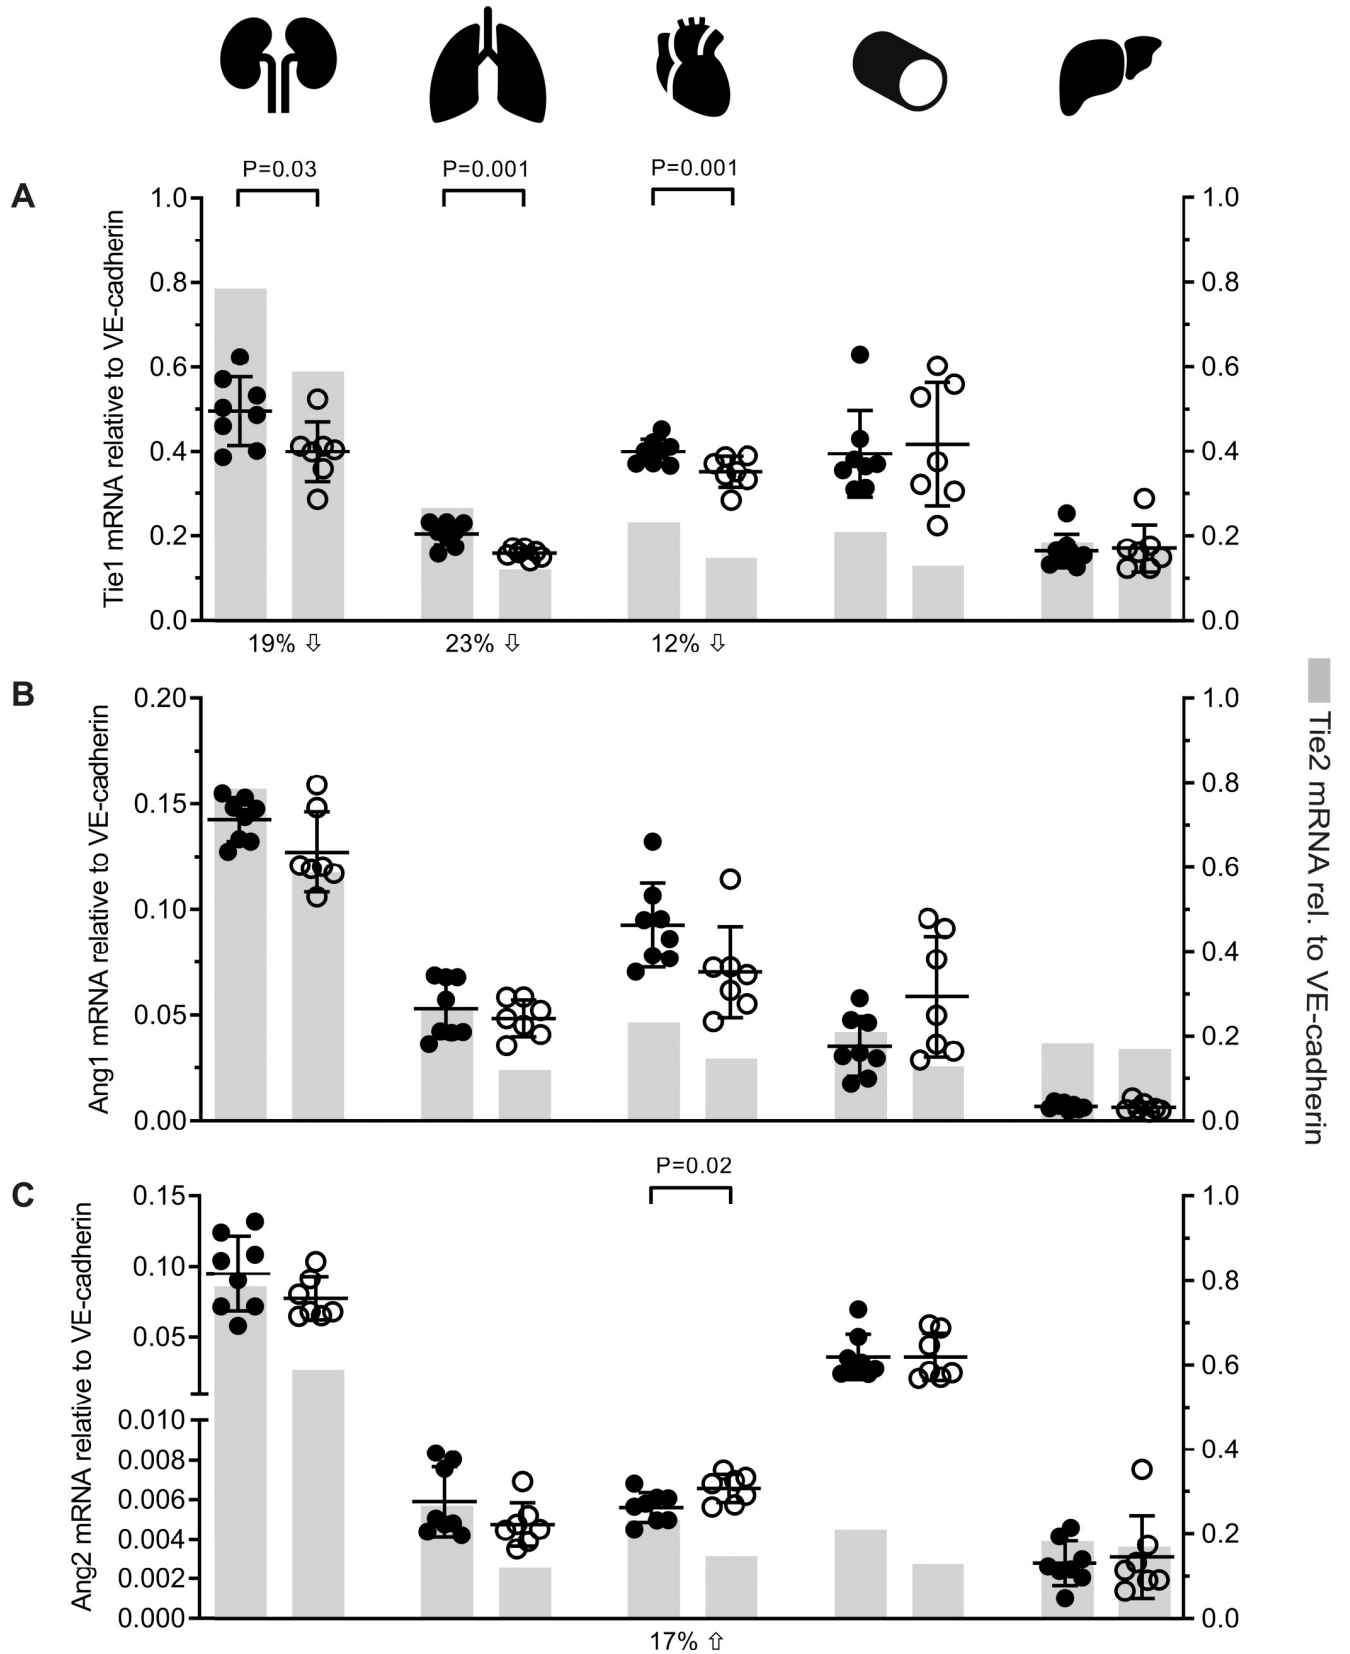 P=0.03 P=0.001 P=0.001
A
Tie1 mRNA relative to VE-cadherin
1.0 1.0
0.8 0.8
0.6 0.6
0.4 0.4
0.2 0.2
0.0 0.0
19% ⇩ 23% ⇩ 12% ⇩
B
Ang1 mRNA relative to VE-cadherin
0.20 1.0
0.15 0.8
0.10 0.6
0.05 0.4
0.00 0.2
0.0
Tie2 mRNA rel. to VE-cadherin
P=0.02
C
Ang2 mRNA relative to VE-cadherin
0.15 1.0
0.10 0.8
0.05 0.6
0.010 0.4
0.008 0.2
0.006 0.0
0.004
0.002
0.000
17% ⇧